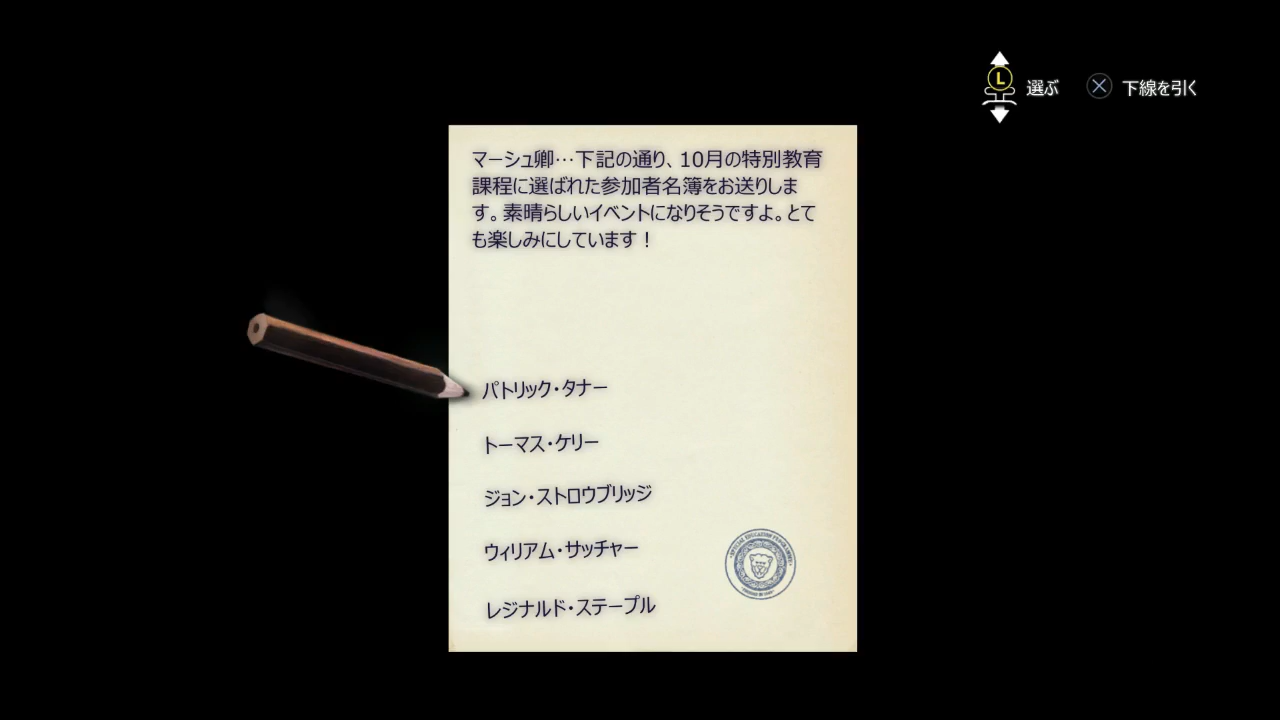 L 選ぶ
下線を引く
マーシュ卿…下記の通り、10月の特別教育
課程に選ばれた参加者名簿をお送りしま
す。素晴らしいイベントになりそうですよ。とて
も楽しみにしています！
パトリック・タナー
トーマス・ケリー
ジョン・ストロウブリッジ
ウィリアム・サッチャー
レジナルド・ステープル
SPECIAL EDUCATION PROGRAMME